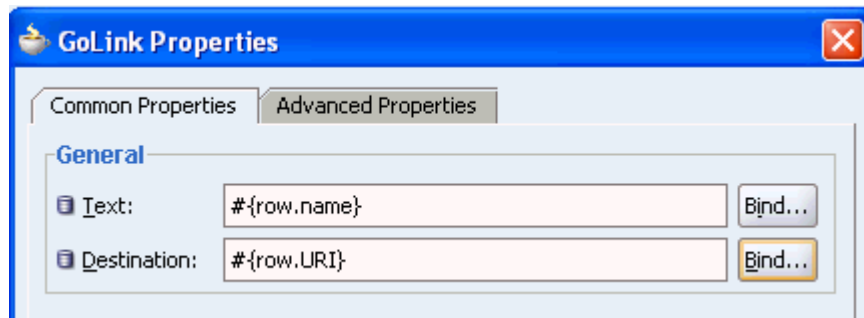 GoLink Properties
Common Properties Advanced Properties
General
Text: #{row.name} Bind...
Destination: #{row.URI} Bind...